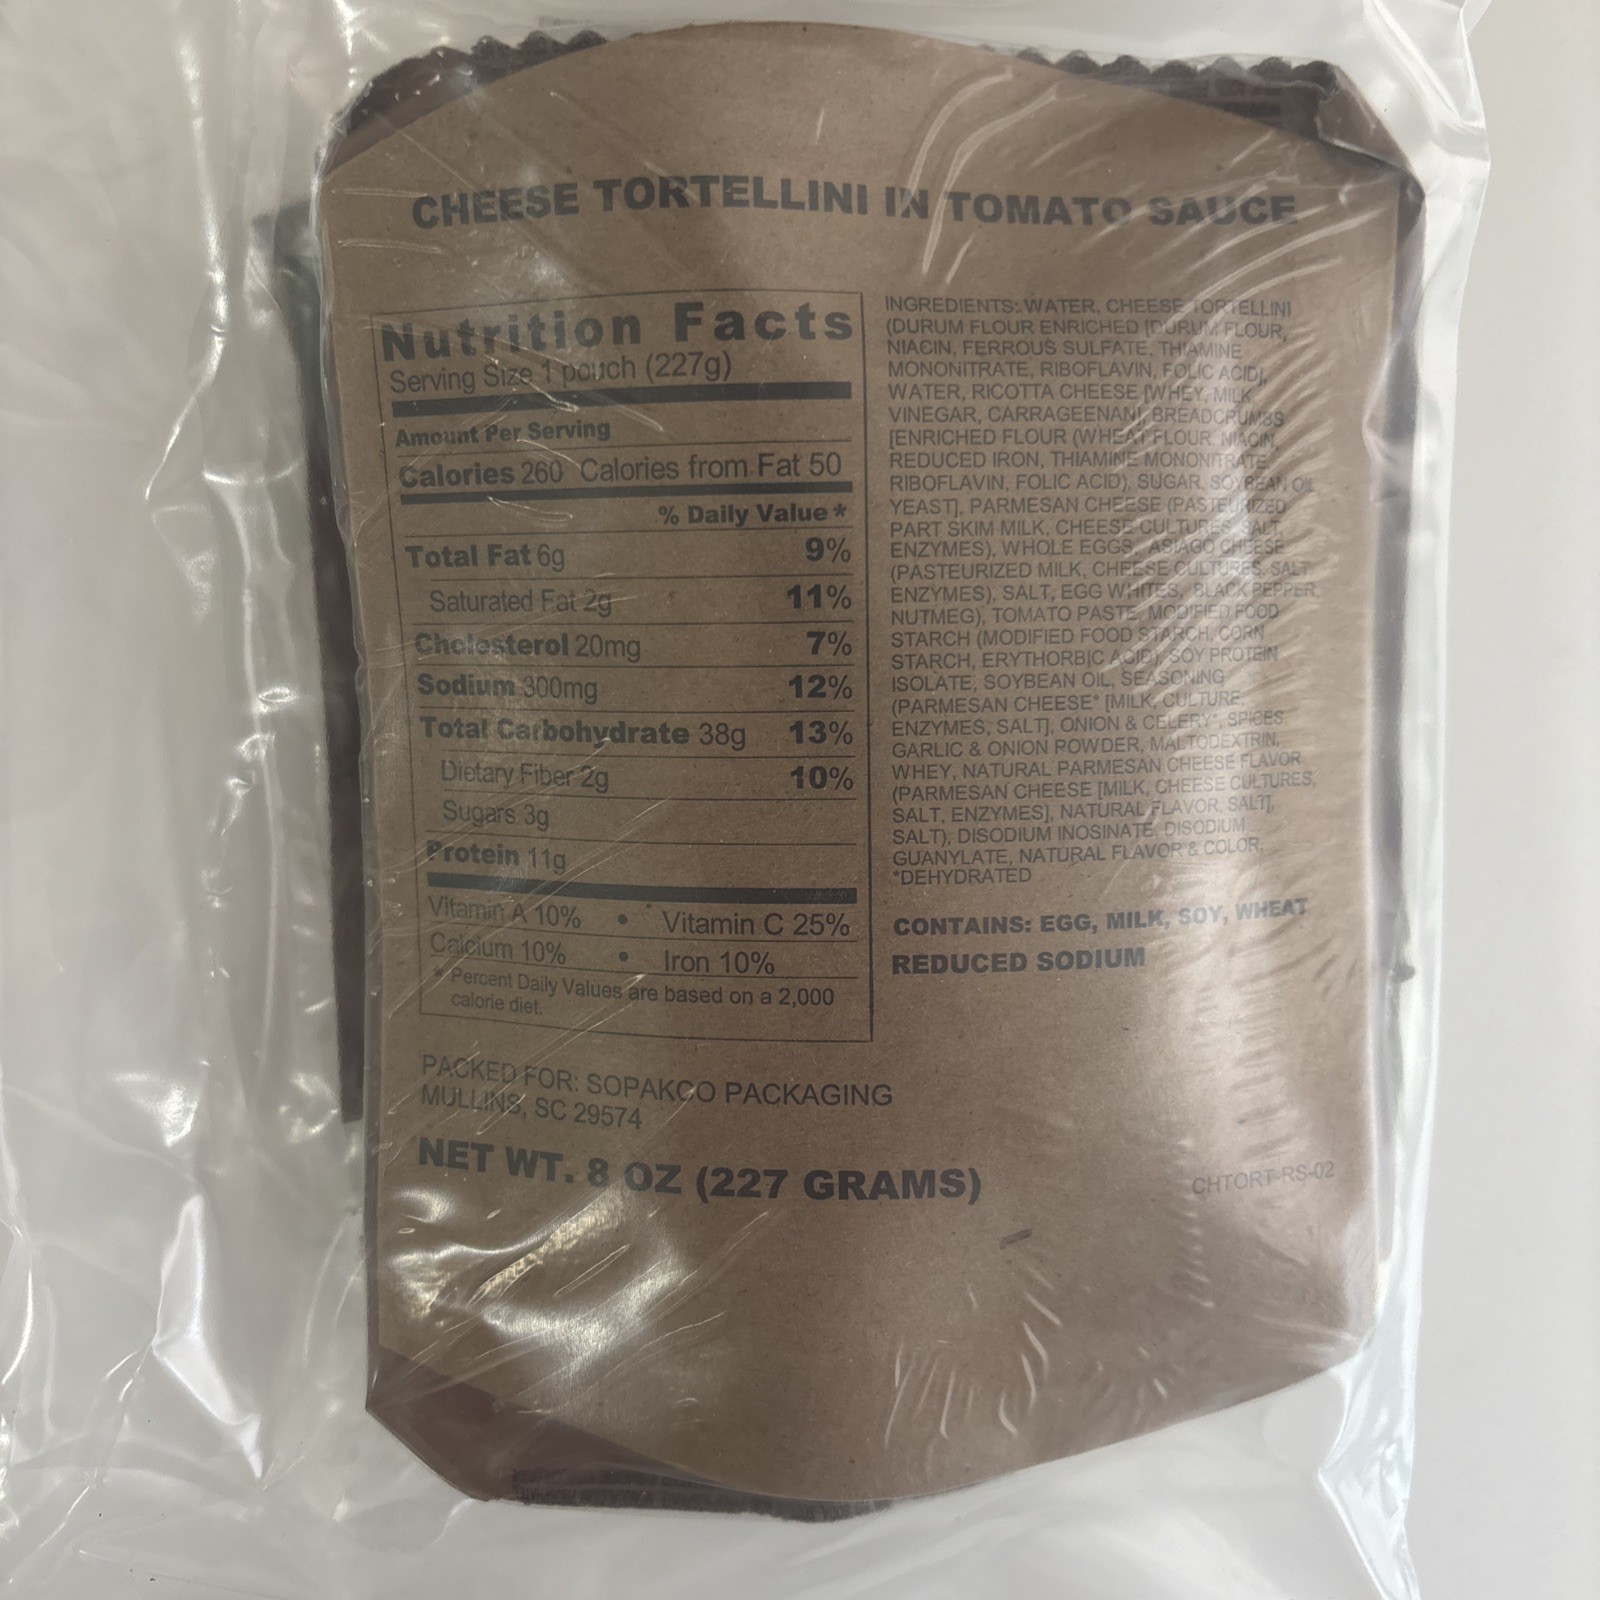 CHEESE TORTELLINI IN TOMATO SAUCE
Nutrition Facts
Serving Size 1 pouch (227g)
Amount Per Serving
Calories 260 Calories from Fat 50
% Daily Value*
Total Fat 6g 9%
Saturated Fat 2g 11%
Cholesterol 20mg 7%
Sodium 300mg 12%
Total Carbohydrate 38g 13%
Dietary Fiber 2g 10%
Sugars 3g
Protein 11g
Vitamin A 10% • Vitamin C 25%
Calcium 10% • Iron 10%
* Percent Daily Values are based on a 2,000
calorie diet.
INGREDIENTS: WATER, CHEESE TORTELLINI
(DURUM FLOUR ENRICHED [DURUM FLOUR,
NIACIN, FERROUS SULFATE, THIAMINE
MONONITRATE, RIBOFLAVIN, FOLIC ACID],
WATER, RICOTTA CHEESE [WHEY, MILK,
VINEGAR, CARRAGEENAN], BREADCRUMBS
[ENRICHED FLOUR (WHEAT FLOUR, NIACIN,
REDUCED IRON, THIAMINE MONONITRATE,
RIBOFLAVIN, FOLIC ACID), SUGAR, SOYBEAN OIL
YEAST], PARMESAN CHEESE (PASTEURIZED
PART SKIM MILK, CHEESE CULTURES, SALT,
ENZYMES), WHOLE EGGS, ASIAGO CHEESE
(PASTEURIZED MILK, CHEESE CULTURES, SALT,
ENZYMES), SALT, EGG WHITES, BLACK PEPPER,
NUTMEG), TOMATO PASTE, MODIFIED FOOD
STARCH (MODIFIED FOOD STARCH, CORN
STARCH, ERYTHORBIC ACID), SOY PROTEIN
ISOLATE, SOYBEAN OIL, SEASONING
(PARMESAN CHEESE* [MILK, CULTURE,
ENZYMES, SALT], ONION & CELERY*, SPICES,
GARLIC & ONION POWDER, MALTODEXTRIN,
WHEY, NATURAL PARMESAN CHEESE FLAVOR
(PARMESAN CHEESE [MILK, CHEESE CULTURES,
SALT, ENZYMES], NATURAL FLAVOR, SALT],
SALT), DISODIUM INOSINATE, DISODIUM
GUANYLATE, NATURAL FLAVOR & COLOR,
*DEHYDRATED
CONTAINS: EGG, MILK, SOY, WHEAT
REDUCED SODIUM
PACKED FOR: SOPAKCO PACKAGING
MULLINS, SC 29574
NET WT. 8 OZ (227 GRAMS)
CHTORT-RS-02